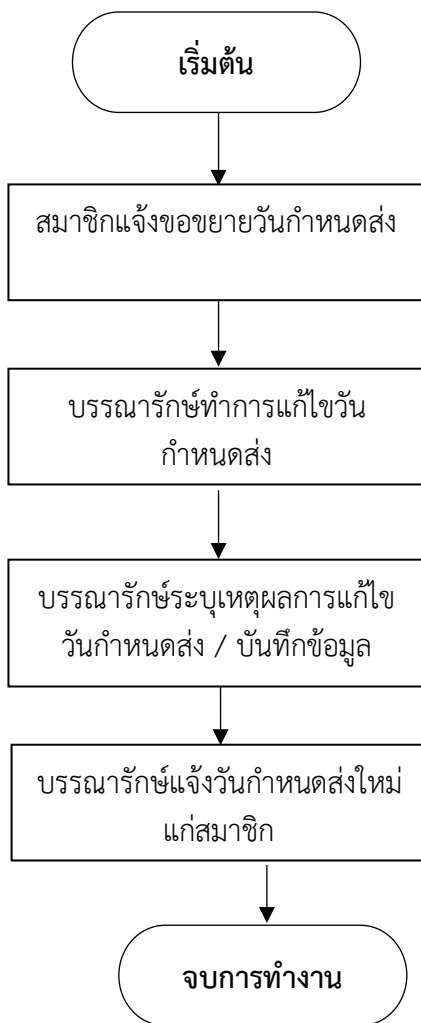 เริ่มต้น
สมาชิกแจ้งขอขยายวันกำหนดส่ง
บรรณารักษ์ทำการแก้ไขวัน
กำหนดส่ง
บรรณารักษ์ระบุเหตุผลการแก้ไข
วันกำหนดส่ง / บันทึกข้อมูล
บรรณารักษ์แจ้งวันกำหนดส่งใหม่
แก่สมาชิก
จบการทำงาน